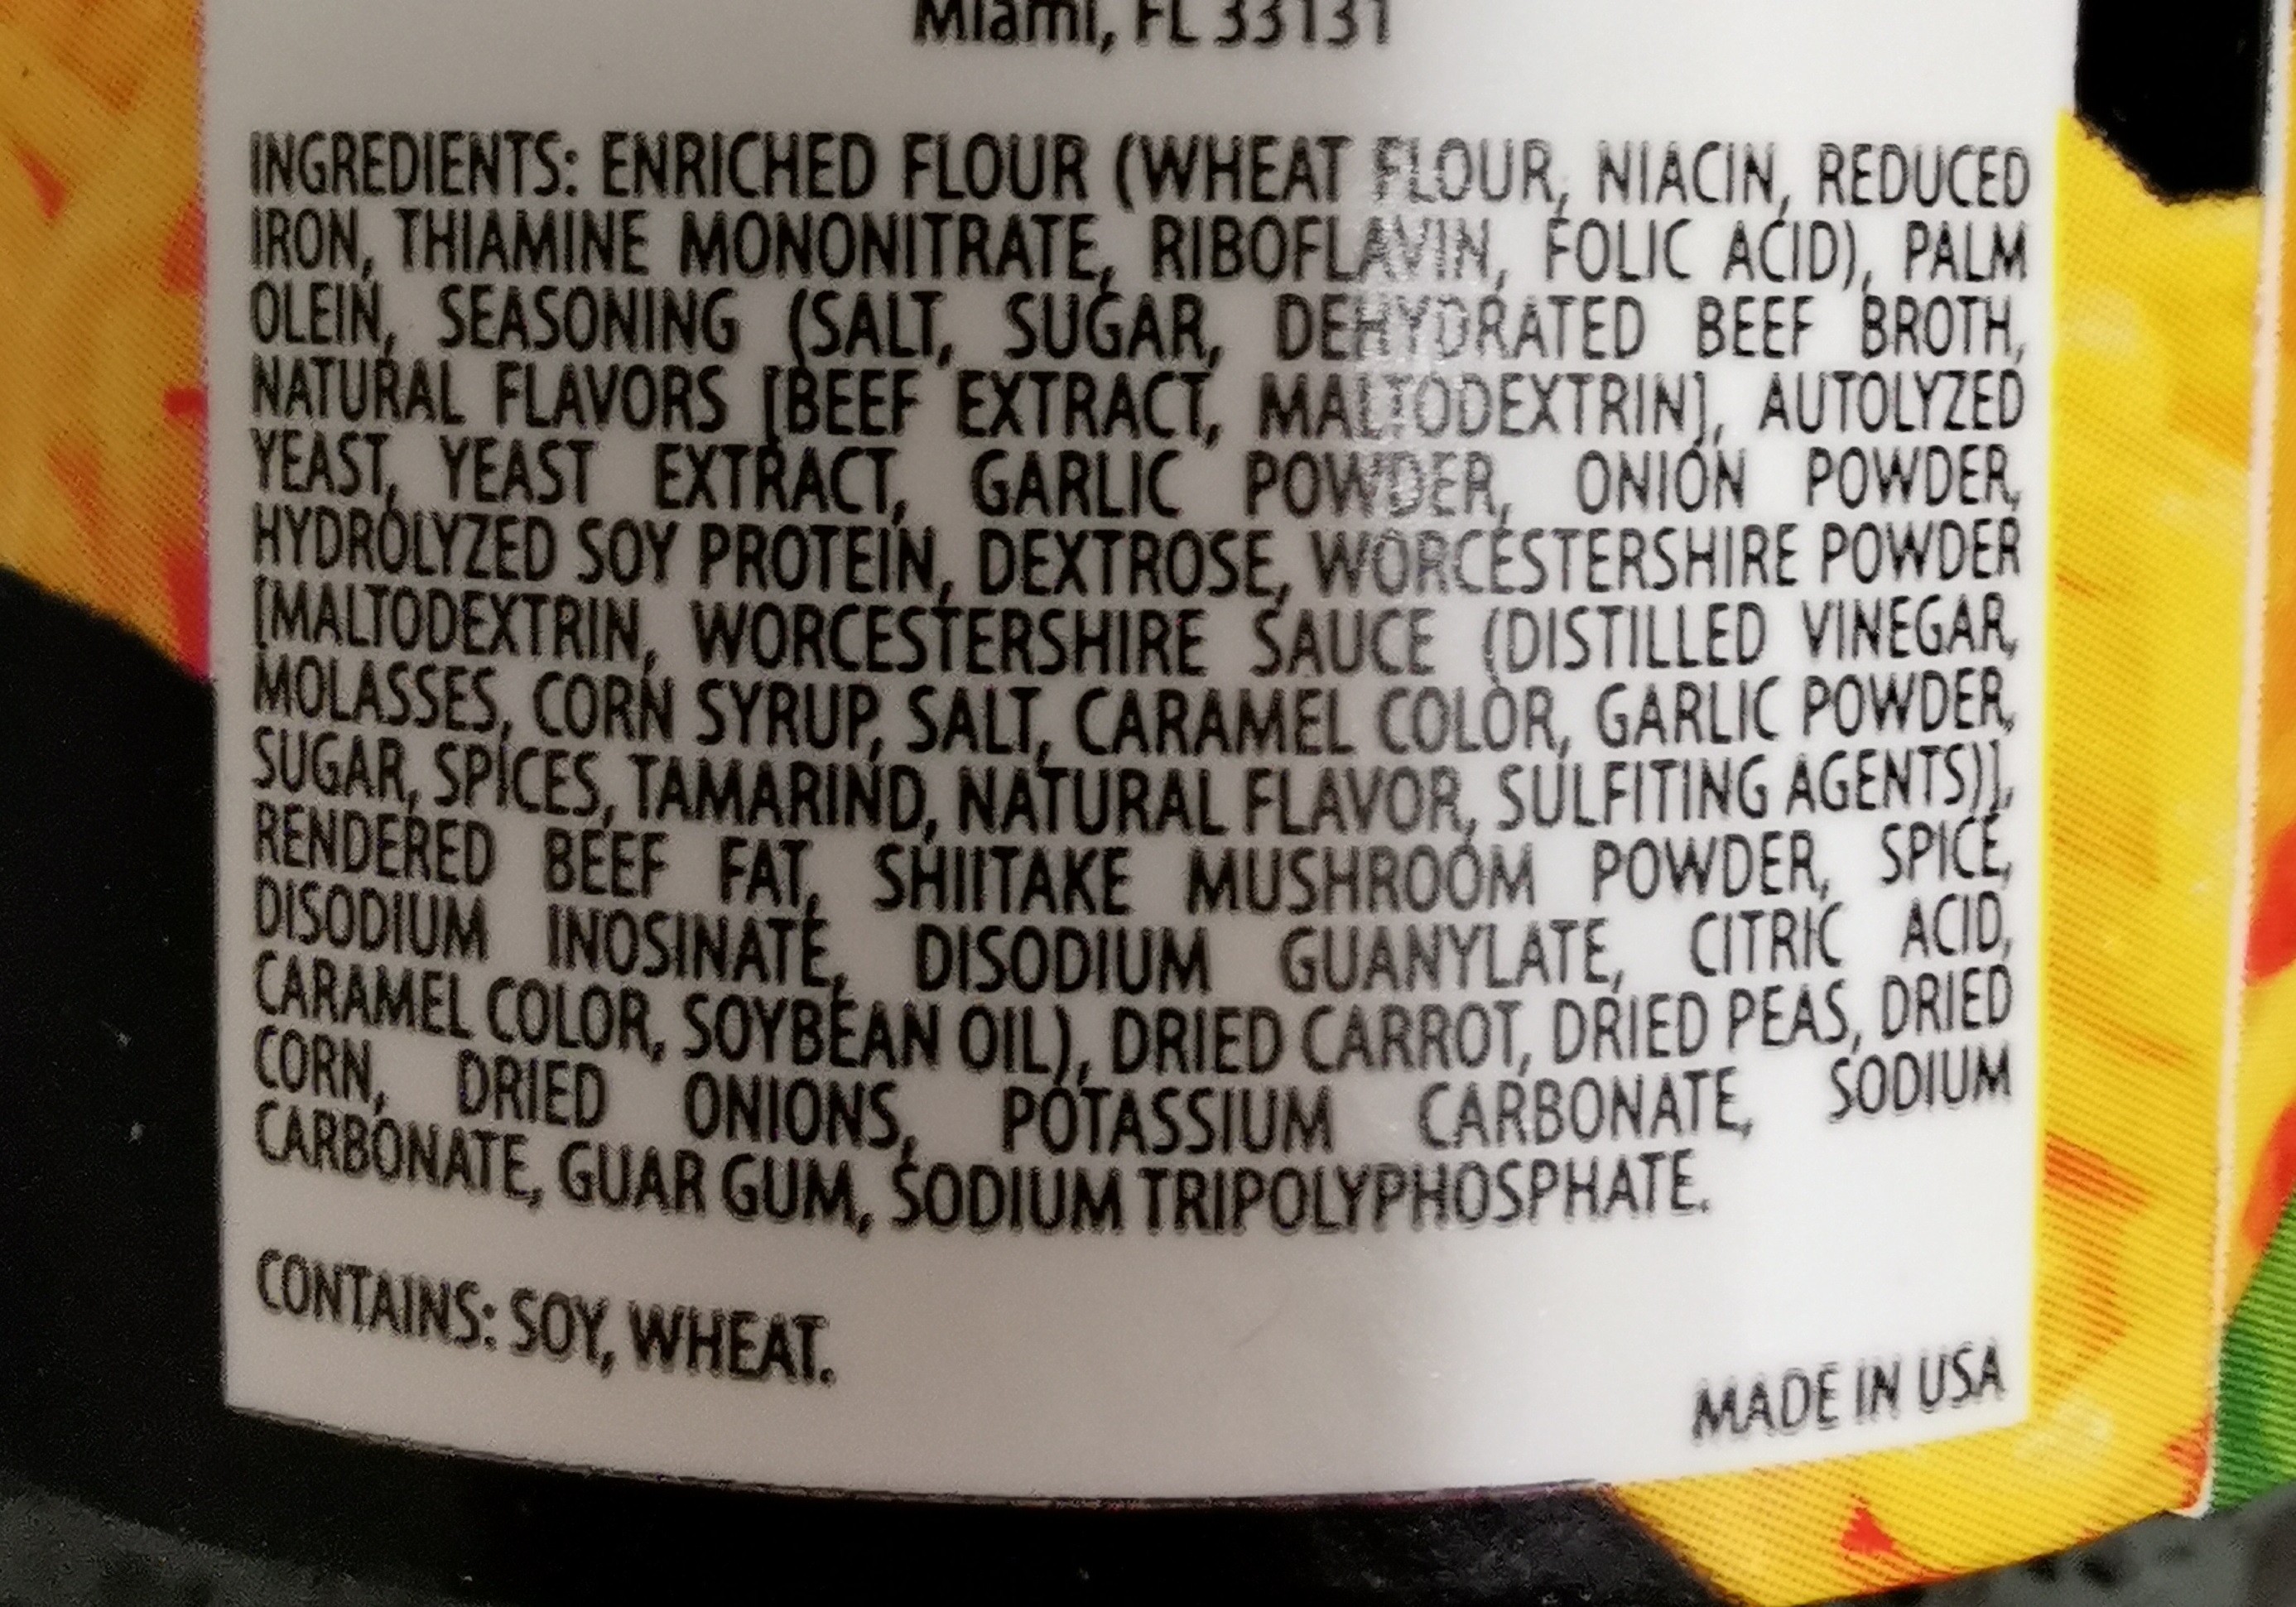 Miami, FL 33131
INGREDIENTS: ENRICHED FLOUR (WHEAT FLOUR, NIACIN, REDUCED
IRON, THIAMINE MONONITRATE, RIBOFLAVIN, FOLIC ACID), PALM
OLEIN, SEASONING (SALT, SUGAR, DEHYDRATED BEEF BROTH,
NATURAL FLAVORS [BEEF EXTRACT, MALTODEXTRIN], AUTOLYZED
YEAST, YEAST EXTRACT, GARLIC POWDER, ONION POWDER,
HYDROLYZED SOY PROTEIN, DEXTROSE, WORCESTERSHIRE POWDER
[MALTODEXTRIN, WORCESTERSHIRE SAUCE (DISTILLED VINEGAR,
MOLASSES, CORN SYRUP, SALT, CARAMEL COLOR, GARLIC POWDER,
SUGAR, SPICES, TAMARIND, NATURAL FLAVOR, SULFITING AGENTS)],
RENDERED BEEF FAT, SHIITAKE MUSHROOM POWDER, SPICE,
DISODIUM INOSINATE, DISODIUM GUANYLATE, CITRIC ACID,
CARAMEL COLOR, SOYBEAN OIL), DRIED CARROT, DRIED PEAS, DRIED
CORN, DRIED ONIONS, POTASSIUM CARBONATE, SODIUM
CARBONATE, GUAR GUM, SODIUM TRIPOLYPHOSPHATE.
CONTAINS: SOY, WHEAT.
MADE IN USA